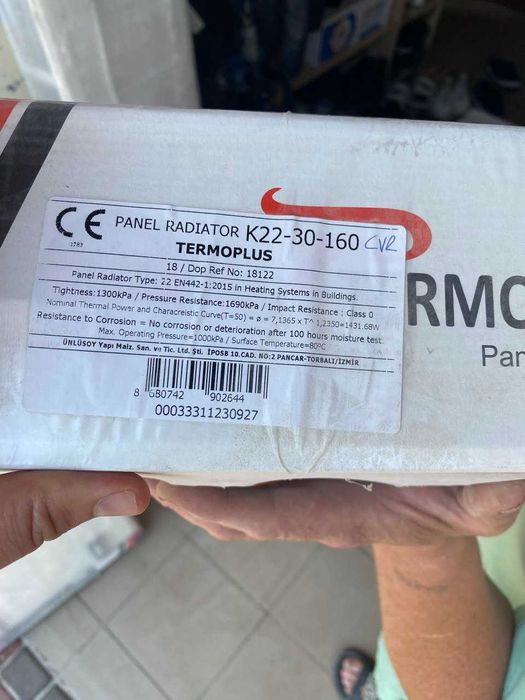 CE
1783
PANEL RADIATOR K22-30-160 CVR
TERMOPLUS
18 / Dop Ref No: 18122
Panel Radiator Type: 22 EN442-1:2015 in Heating Systems in Buildings.
Tightness:1300kPa / Pressure Resistance:1690kPa / Impact Resistance : Class 0
Nominal Thermal Power and Characreistic Curve(T=50) = ø = 7,1365 x T^ 1,2350=1431.68W
Resistance to Corrosion = No corrosion or deterioration after 100 hours moisture test
Max. Operating Pressure=1000kPa / Surface Temperature=80ºC
ÜNLÜSOY Yapı Malz. San. ve Tic. Ltd. Şti. İPOSB 10.CAD. NO:2 PANCAR-TORBALI/İZMİR
8 680742 902644
00033311230927
RMO
Pan